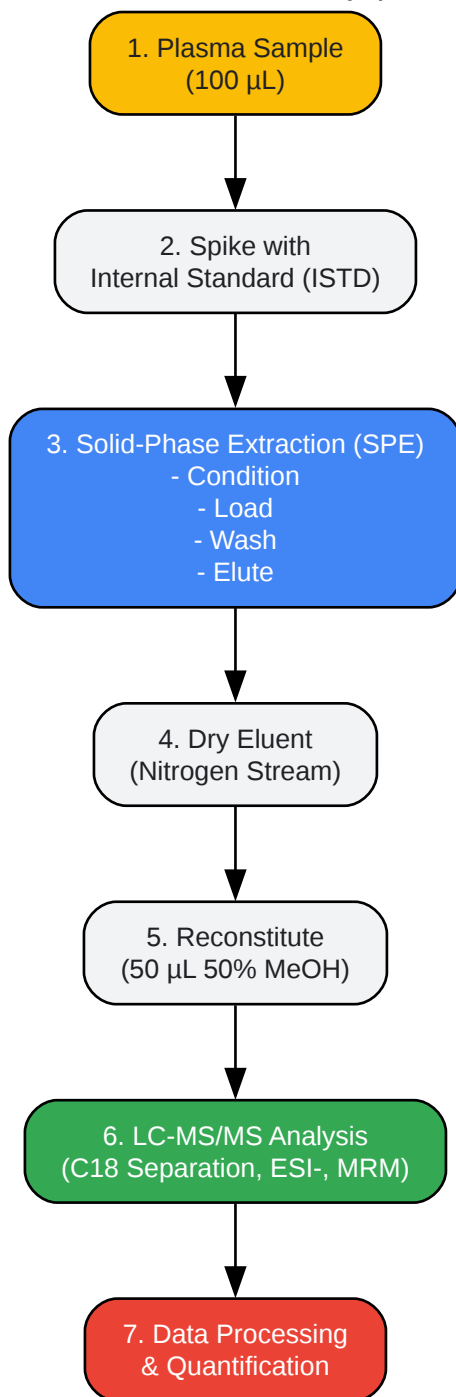 1. Plasma Sample
(100 µL)
2. Spike with
Internal Standard (ISTD)
3. Solid-Phase Extraction (SPE)
- Condition
- Load
- Wash
- Elute
4. Dry Eluent
(Nitrogen Stream)
5. Reconstitute
(50 µL 50% MeOH)
6. LC-MS/MS Analysis
(C18 Separation, ESI-, MRM)
7. Data Processing
& Quantification